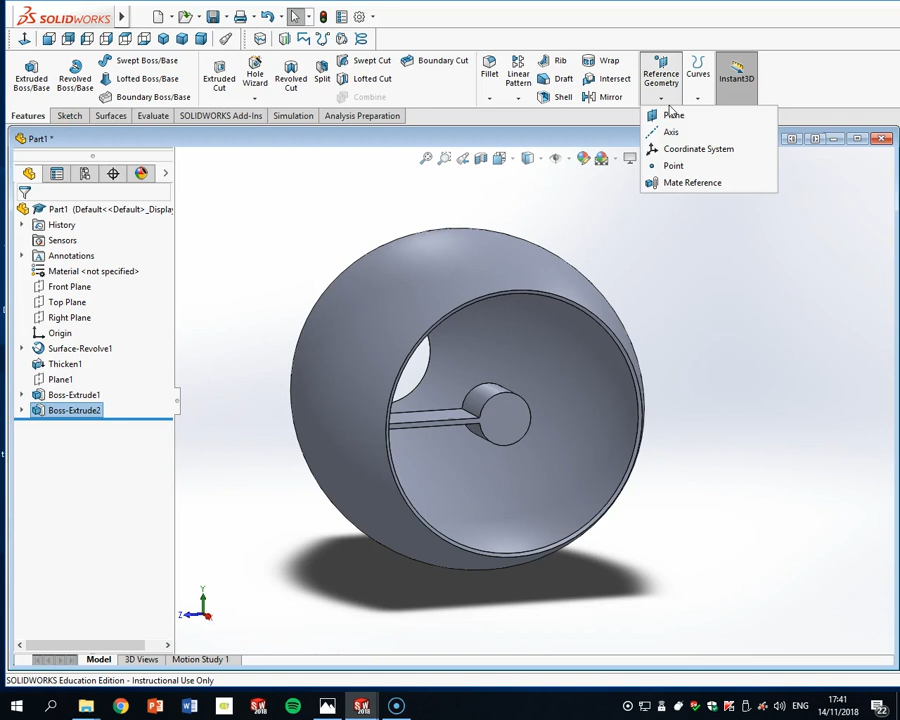 SOLIDWORKS
Extruded Boss/Base
Revolved Boss/Base
Swept Boss/Base
Lofted Boss/Base
Boundary Boss/Base
Extruded Cut
Hole Wizard
Revolved Cut
Split
Swept Cut
Lofted Cut
Combine
Boundary Cut
Fillet
Linear Pattern
Rib
Draft
Shell
Wrap
Intersect
Mirror
Reference Geometry
Curves
Instant3D
Features
Sketch
Surfaces
Evaluate
SOLIDWORKS Add-Ins
Simulation
Analysis Preparation
Plane
Axis
Coordinate System
Point
Mate Reference
Part1 *
Part1 (Default<<Default>_Display
History
Sensors
Annotations
Material <not specified>
Front Plane
Top Plane
Right Plane
Origin
Surface-Revolve1
Thicken1
Plane1
Boss-Extrude1
Boss-Extrude2
Y
Z
Model
3D Views
Motion Study 1
SOLIDWORKS Education Edition - Instructional Use Only
ENG
17:41
14/11/2018
22